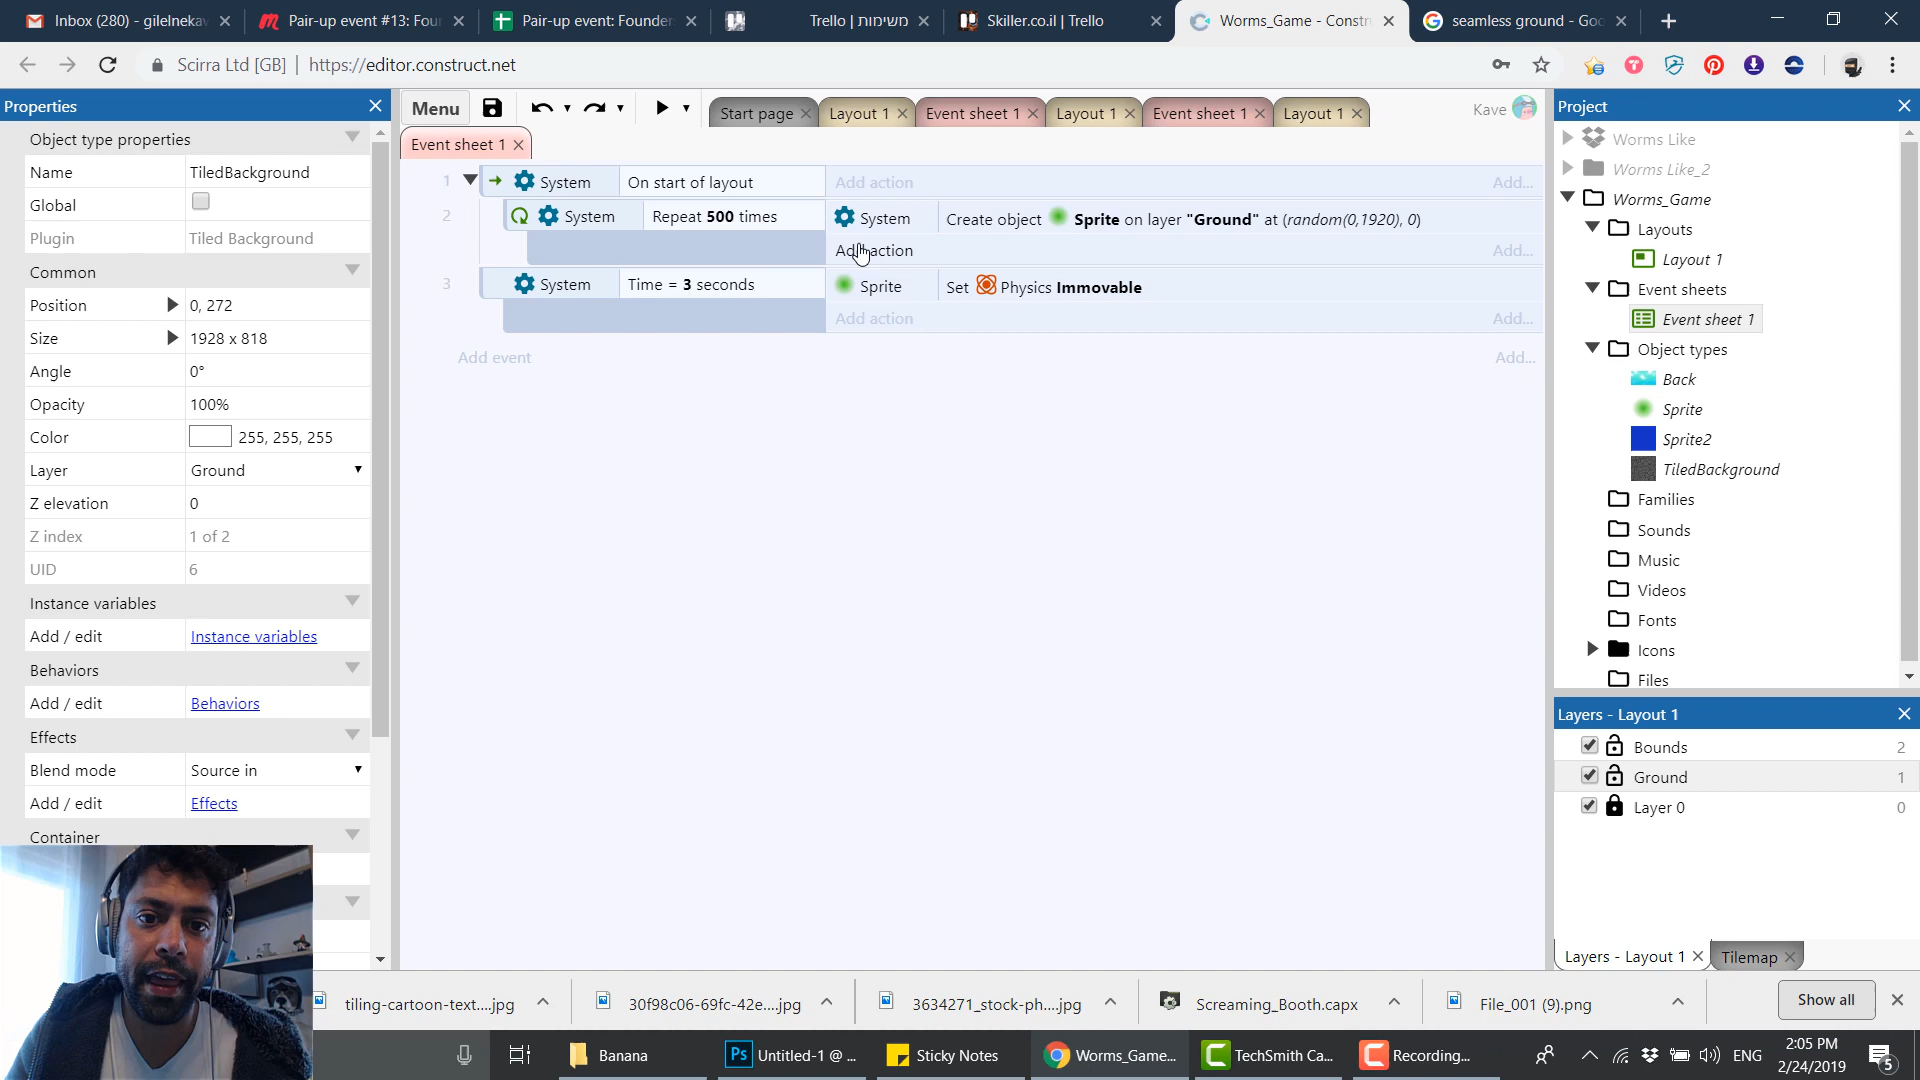 Inbox (280) - gilelneka
Pair-up event #13: Four
Pair-up event: Founder
משימות | Trello
Skiller.co.il | Trello
Worms_Game - Constr
seamless ground - Goo
Scirra Ltd [GB] | https://editor.construct.net
Properties
Menu
Start page
Layout 1
Event sheet 1
Layout 1
Event sheet 1
Layout 1
Kave
Project
Event sheet 1
Object type properties
Name TiledBackground
Global
Plugin Tiled Background
Common
Position 0, 272
Size 1928 x 818
Angle 0°
Opacity 100%
Color 255, 255, 255
Layer Ground
Z elevation 0
Z index 1 of 2
UID 6
Instance variables
Add / edit Instance variables
Behaviors
Add / edit Behaviors
Effects
Blend mode Source in
Add / edit Effects
Container
1 System On start of layout Add action Add...
2 System Repeat 500 times System Create object Sprite on layer "Ground" at (random(0,1920), 0)
Add action Add...
3 System Time = 3 seconds Sprite Set Physics Immovable
Add action Add...
Add event Add...
Worms Like
Worms Like_2
Worms_Game
Layouts
Layout 1
Event sheets
Event sheet 1
Object types
Back
Sprite
Sprite2
TiledBackground
Families
Sounds
Music
Videos
Fonts
Icons
Files
Layers - Layout 1
Bounds 2
Ground 1
Layer 0 0
Layers - Layout 1
Tilemap
tiling-cartoon-text....jpg
30f98c06-69fc-42e...jpg
3634271_stock-ph....jpg
Screaming_Booth.capx
File_001 (9).png
Show all
Banana
Ps Untitled-1 @ ...
Sticky Notes
Worms_Game...
TechSmith Ca...
Recording...
ENG
2:05 PM
2/24/2019
5